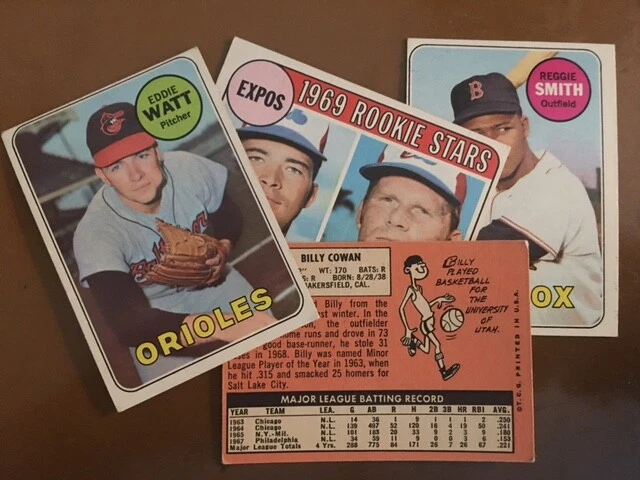 EDDIE
WATT
Pitcher
ORIOLES
EXPOS
1969 ROOKIE STARS
B
REGGIE
SMITH
Outfield
OX
BILLY COWAN
WT: 170 BATS: R
BORN: 8/28/38
AKERSFIELD, CAL.
Billy from the
winter. In the
the outfielder
home runs and drove in 73
good base-runner, he stole 31
in 1968. Billy was named Minor
League Player of the Year in 1963, when
he hit .315 and smacked 25 homers for
Salt Lake City.
BILLY
PLAYED
BASKETBALL
FOR
THE
UNIVERSITY
OF
UTAH.
©T.C.G. PRINTED IN U.S.A.
MAJOR LEAGUE BATTING RECORD
YEAR TEAM LEA. G AB R H 2B 3B HR RBI AVG.
1963 Chicago N.L. 14 36 1 9 1 1 1 2 .250
1964 Chicago N.L. 139 497 52 120 16 4 19 50 .241
1965 N.Y.-Mil. N.L. 101 183 20 33 9 2 3 9 .180
1967 Philadelphia N.L. 34 59 11 9 0 0 3 6 .153
Major League Totals 4 Yrs. 288 775 84 171 26 7 26 67 .221